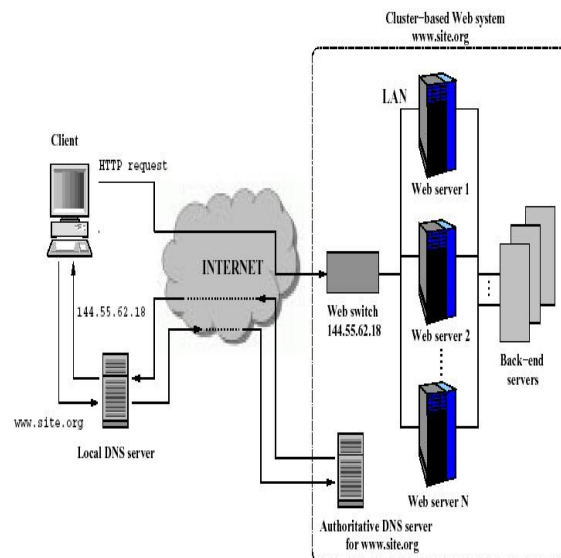 Cluster-based Web system
www.site.org
LAN
Client
HTTP request
Web server 1
INTERNET
Web switch
144.55.62.18
144.55.62.18
Web server 2
Back-end
servers
www.site.org
Local DNS server
Web server N
Authoritative DNS server
for www.site.org